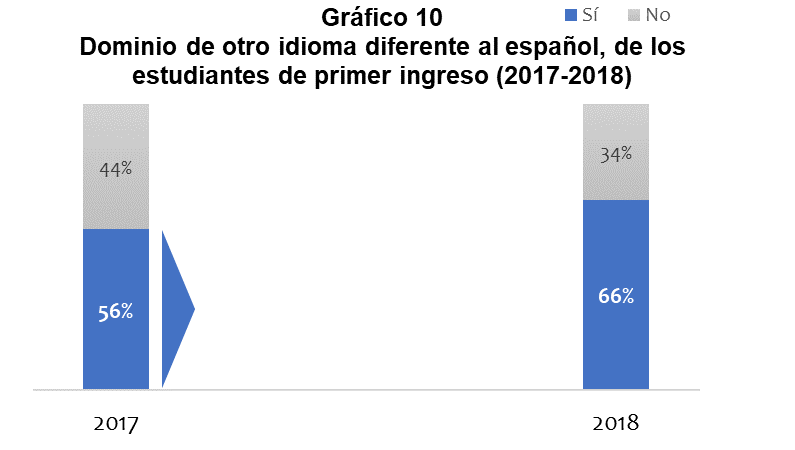 Gráfico 10
Sí No
Dominio de otro idioma diferente al español, de los
estudiantes de primer ingreso (2017-2018)
44%
34%
56%
66%
2017
2018